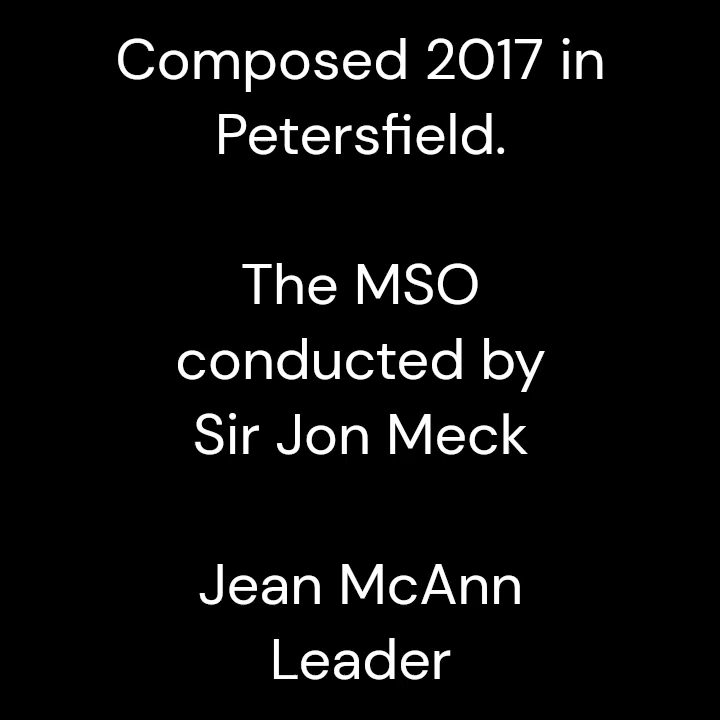 Composed 2017 in
Petersfield.
The MSO
conducted by
Sir Jon Meck
Jean McAnn
Leader